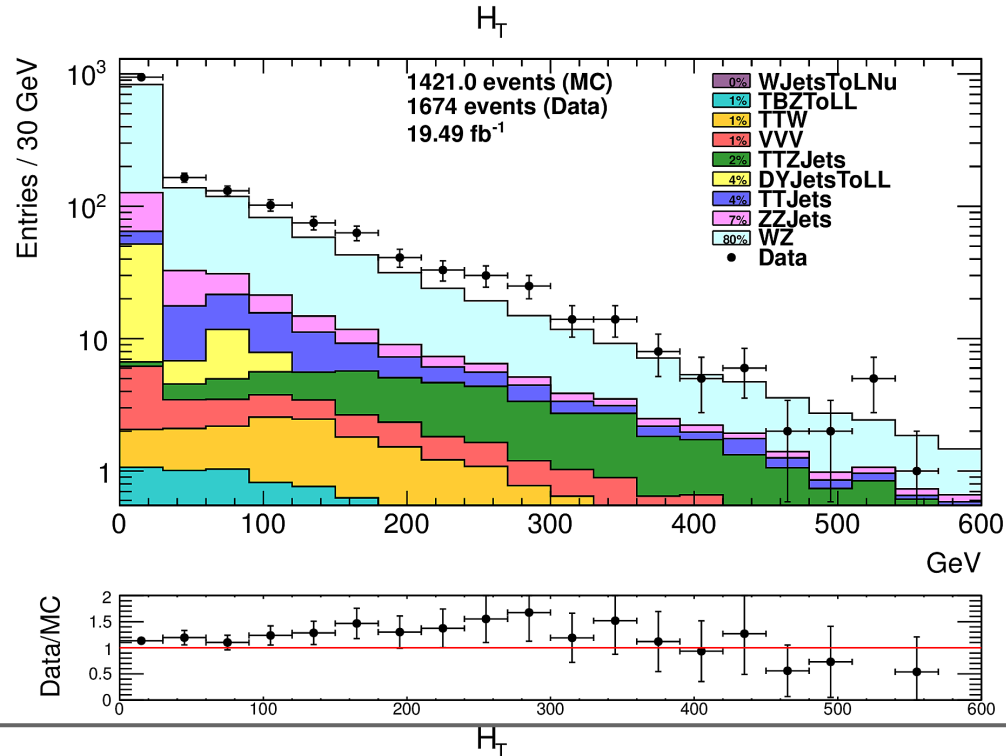 H_T
Entries / 30 GeV
10^3
10^2
10
1
1421.0 events (MC)
1674 events (Data)
19.49 fb^-1
0% WJetsToLNu
1% TBZToLL
1% TTW
1% VVV
2% TTZJets
4% DYJetsToLL
4% TTJets
7% ZZJets
80% WZ
Data
0 100 200 300 400 500 600
GeV
Data/MC
2
1.5
1
0.5
0
0 100 200 300 400 500 600
H_T